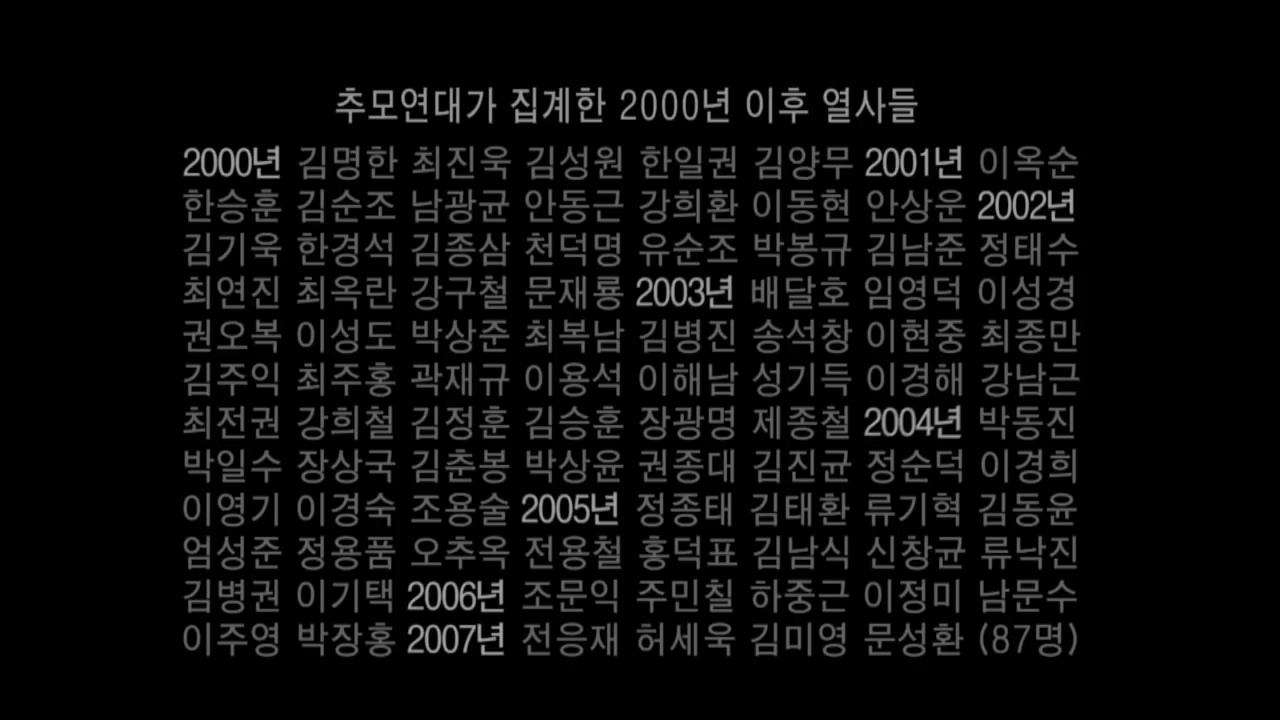 추모연대가 집계한 2000년 이후 열사들
2000년 김명한 최진욱 김성원 한일권 김양무 2001년 이옥순
한승훈 김순조 남광균 안동근 강희환 이동현 안상운 2002년
김기욱 한경석 김종삼 천덕명 유순조 박봉규 김남준 정태수
최연진 최옥란 강구철 문재룡 2003년 배달호 임영덕 이성경
권오복 이성도 박상준 최복남 김병진 송석창 이현중 최종만
김주익 최주홍 곽재규 이용석 이해남 성기득 이경해 강남근
최전권 강희철 김정훈 김승훈 장광명 제종철 2004년 박동진
박일수 장상국 김춘봉 박상윤 권종대 김진균 정순덕 이경희
이영기 이경숙 조용술 2005년 정종태 김태환 류기혁 김동윤
엄성준 정용품 오추옥 전용철 홍덕표 김남식 신창균 류낙진
김병권 이기택 2006년 조문익 주민칠 하중근 이정미 남문수
이주영 박장홍 2007년 전응재 허세욱 김미영 문성환 (87명)